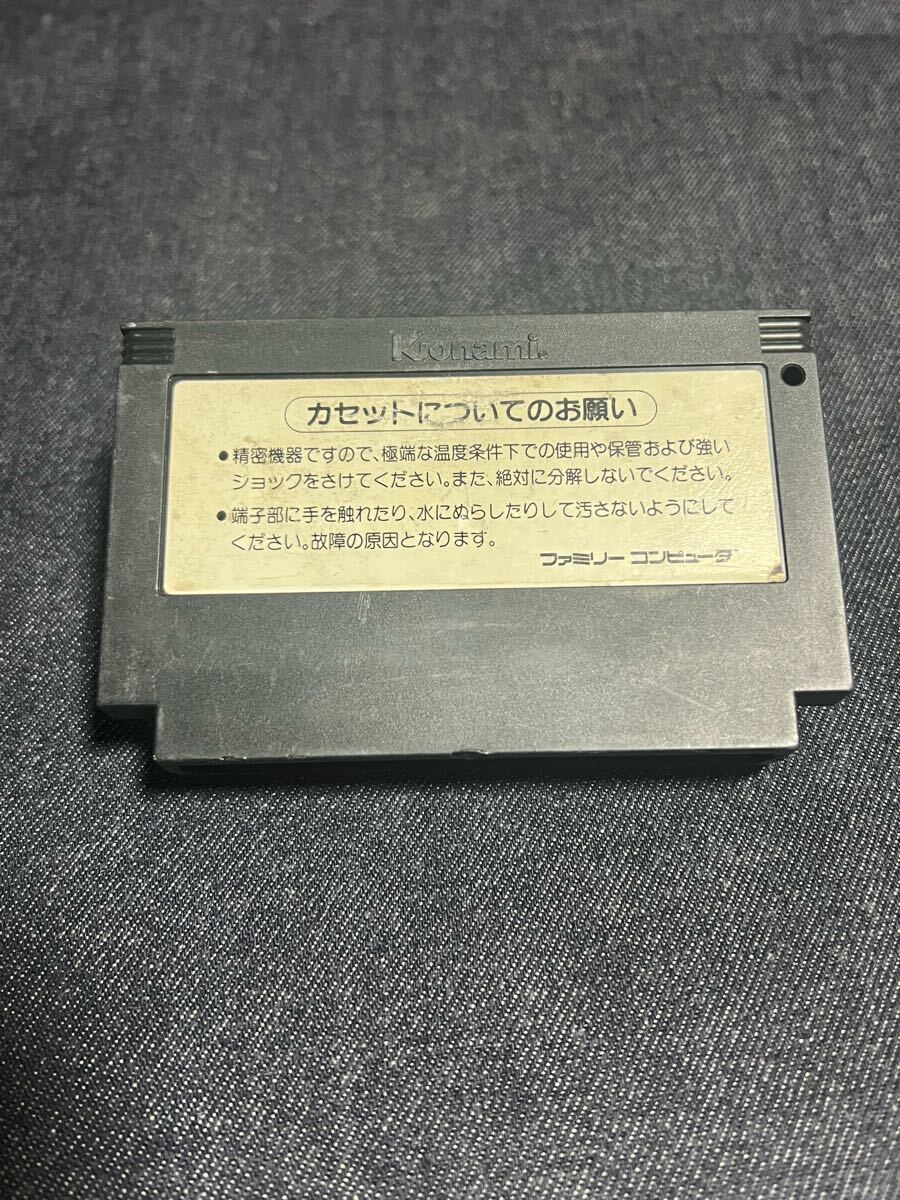 Konami®
カセットについてのお願い
●精密機器ですので、極端な温度条件下での使用や保管および強い
ショックをさけてください。また、絶対に分解しないでください。
●端子部に手を触れたり、水にぬらしたりして汚さないようにして
ください。故障の原因となります。
ファミリー コンピュータ™